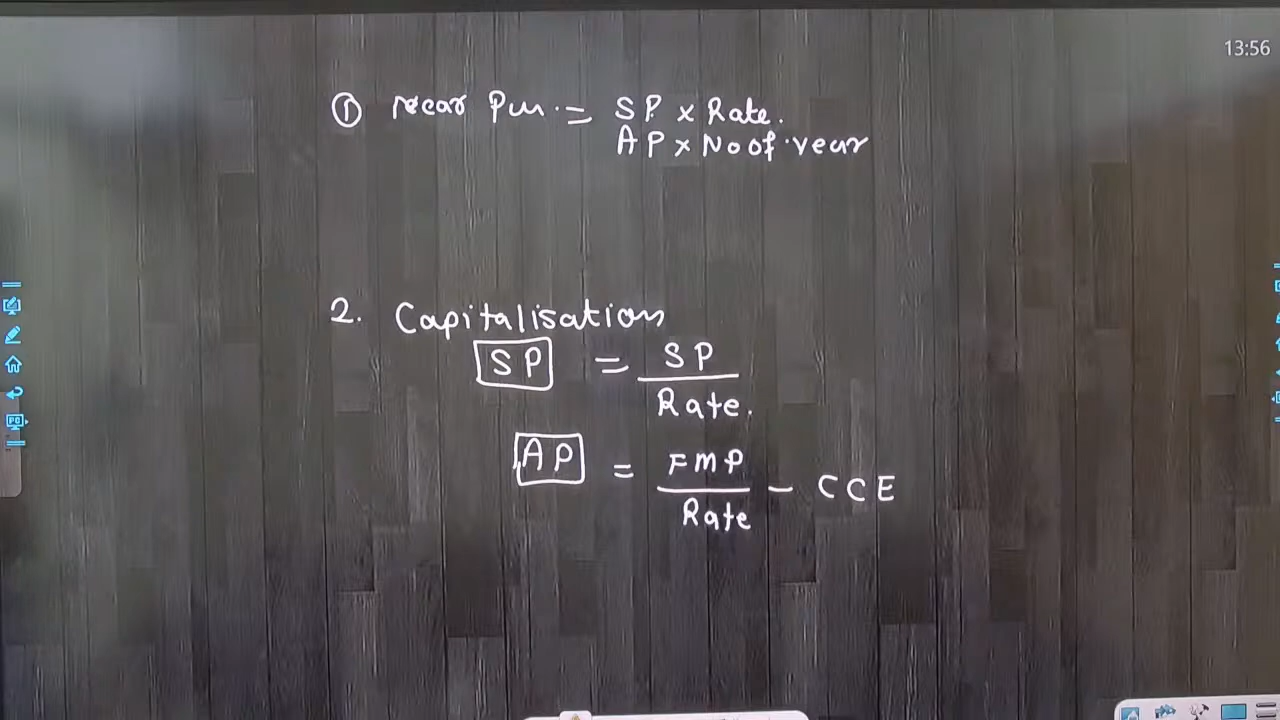 13:56
① Year Pur. = SP × Rate.
AP × No of year
2. Capitalisation
SP = SP / Rate.
AP = FMP / Rate - CCE